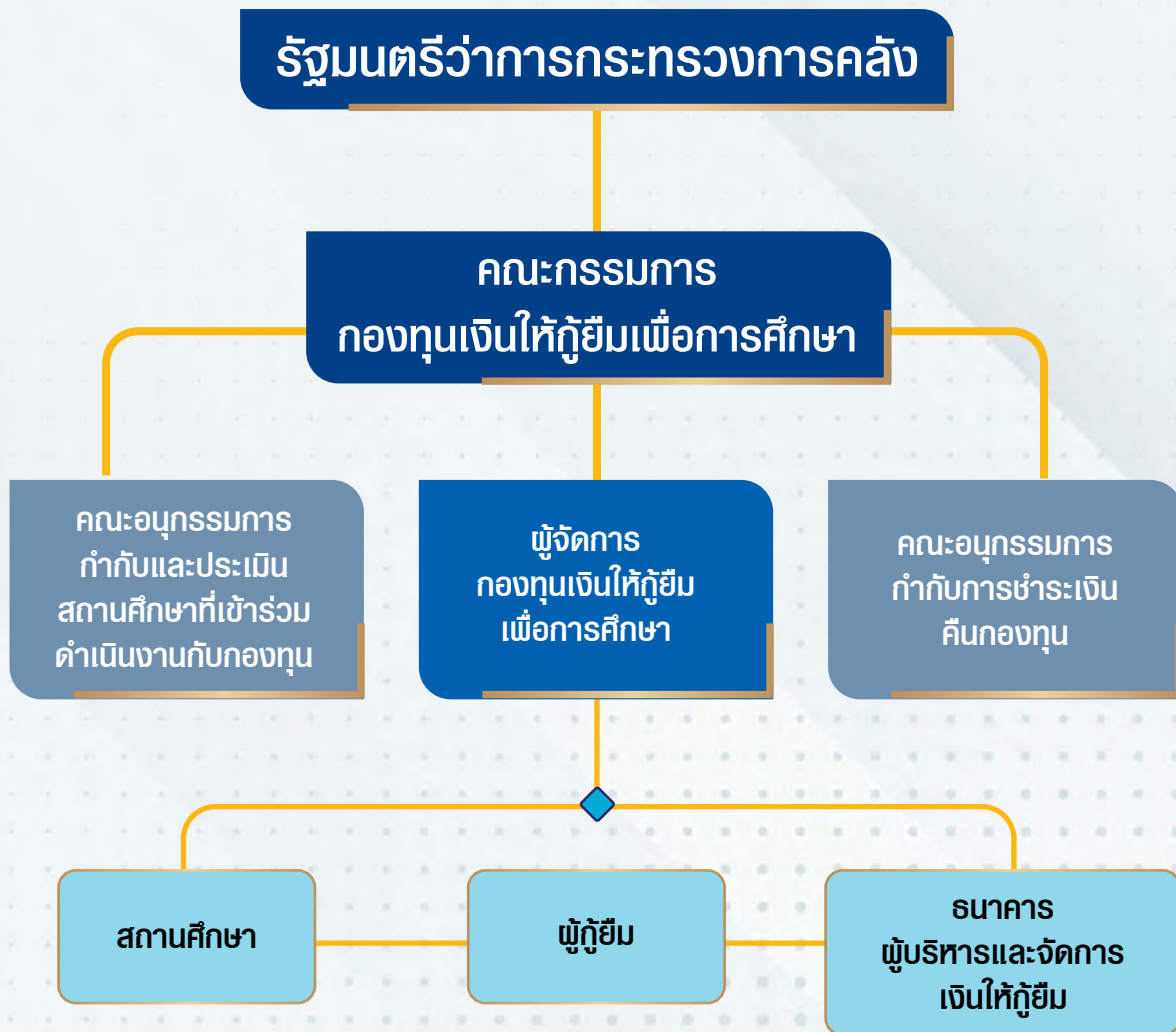 รัฐมนตรีว่าการกระทรวงการคลัง
คณะกรรมการ
กองทุนเงินให้กู้ยืมเพื่อการศึกษา
คณะอนุกรรมการ
กำกับและประเมิน
สถานศึกษาที่เข้าร่วม
ดำเนินงานกับกองทุน
ผู้จัดการ
กองทุนเงินให้กู้ยืม
เพื่อการศึกษา
คณะอนุกรรมการ
กำกับการชำระเงิน
คืนกองทุน
สถานศึกษา
ผู้กู้ยืม
ธนาคาร
ผู้บริหารและจัดการ
เงินให้กู้ยืม